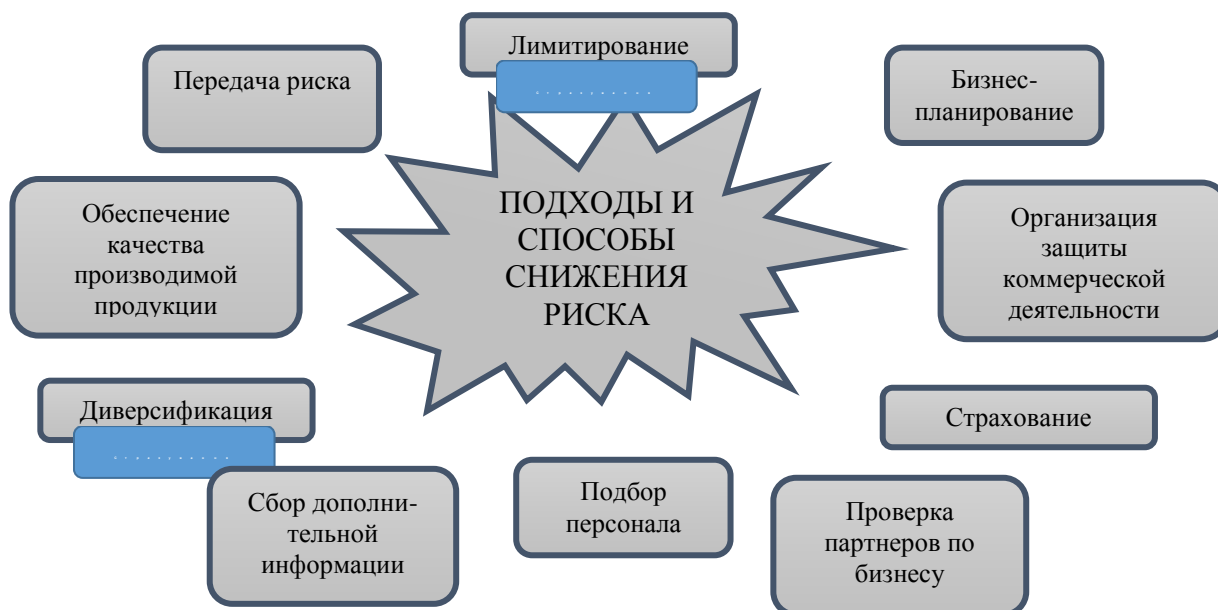 Лимитирование
. . . . . . . . . . .
Передача риска
Бизнес-
планирование
Обеспечение
качества
производимой
продукции
ПОДХОДЫ И
СПОСОБЫ
СНИЖЕНИЯ
РИСКА
Организация
защиты
коммерческой
деятельности
Диверсификация
. . . . . . . . . . .
Страхование
Сбор дополни-
тельной
информации
Подбор
персонала
Проверка
партнеров по
бизнесу